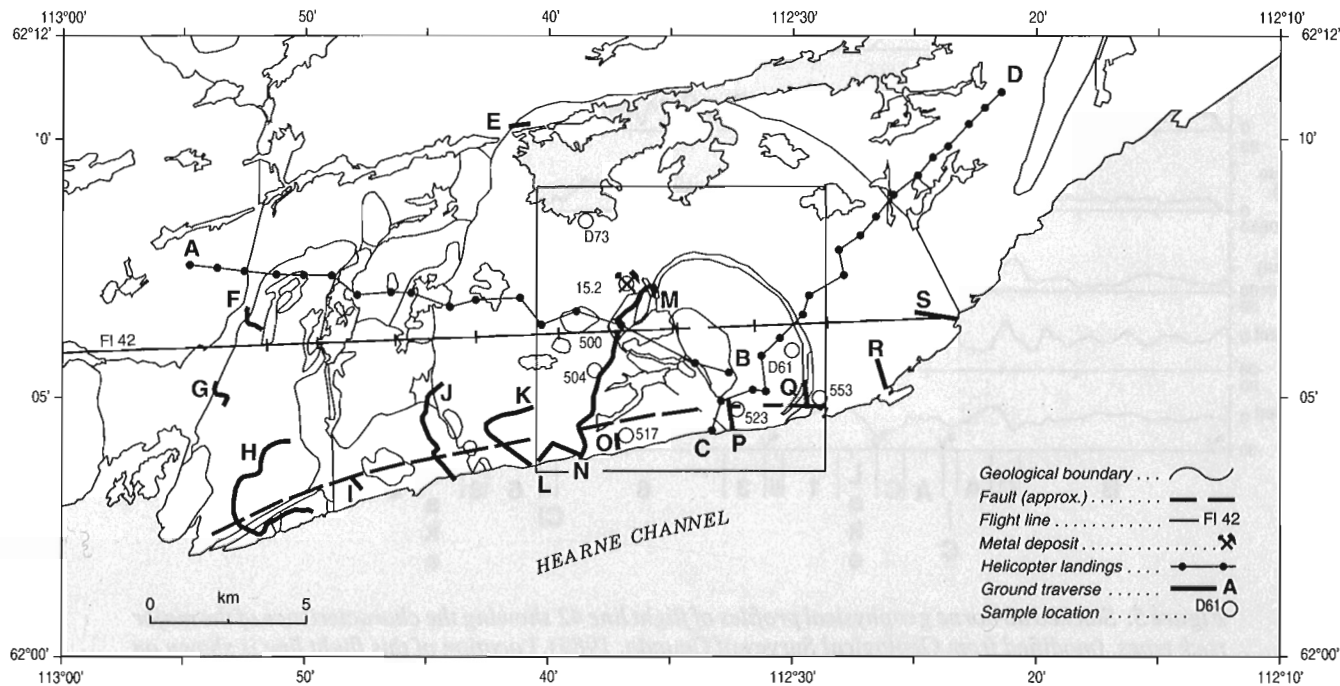 113°00' 50' 40' 112°30' 20' 112°10'
62°12' 62°12'
D
E
'0' 10'
D73
A
15.2
M
F
S
Fl 42
500
B
D61
R
504
G
J
Q
553
05' 05'
K
523
O
517
C
P
H
N
I
L
HEARNE CHANNEL
Geological boundary . . . .
Fault (approx.) . . . . . . . . .
Flight line . . . . . . . . . . . . Fl 42
Metal deposit . . . . . . . . . .
Helicopter landings . . . .
Ground traverse . . . . A
Sample location . . . . . . D61
0 km 5
62°00' 62°00'
113°00' 50' 40' 112°30' 20' 112°10'